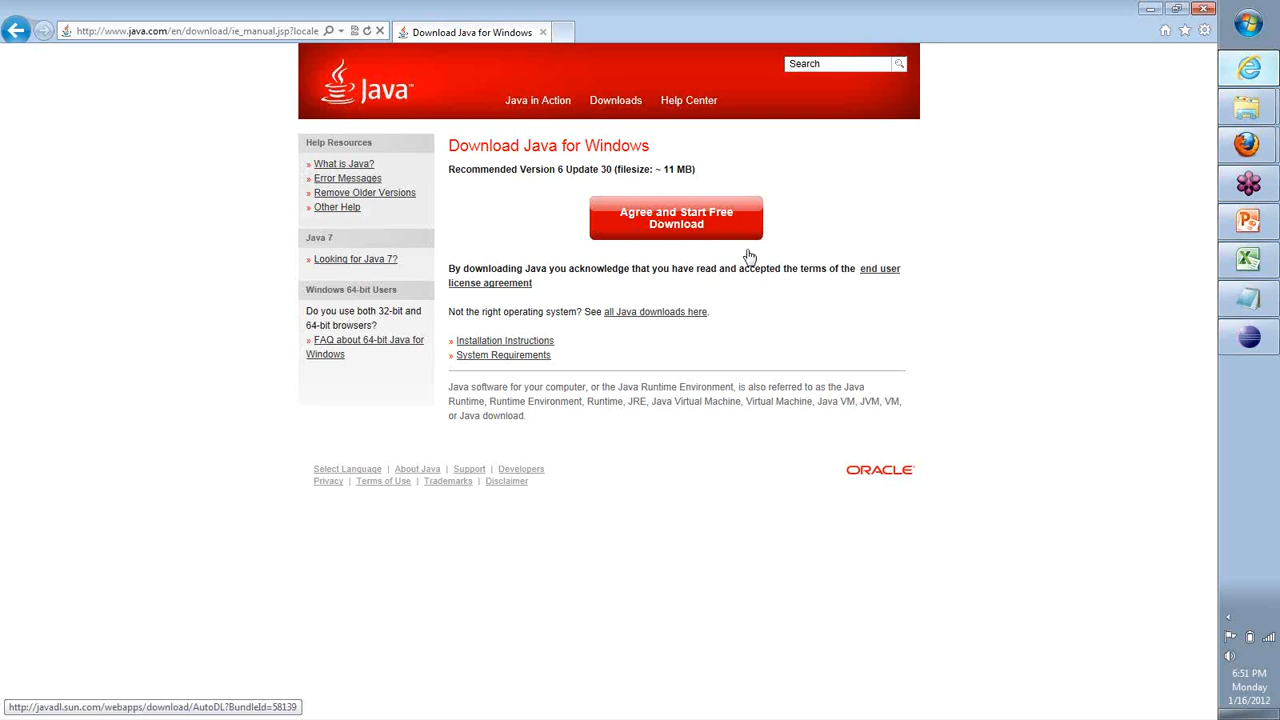 http://www.java.com/en/download/ie_manual.jsp?locale
Download Java for Windows
Java™
Search
Java in Action
Downloads
Help Center
Help Resources
» What is Java?
» Error Messages
» Remove Older Versions
» Other Help
Java 7
» Looking for Java 7?
Windows 64-bit Users
Do you use both 32-bit and
64-bit browsers?
» FAQ about 64-bit Java for
Windows
Download Java for Windows
Recommended Version 6 Update 30 (filesize: ~ 11 MB)
Agree and Start Free
Download
By downloading Java you acknowledge that you have read and accepted the terms of the end user
license agreement
Not the right operating system? See all Java downloads here.
» Installation Instructions
» System Requirements
Java software for your computer, or the Java Runtime Environment, is also referred to as the Java
Runtime, Runtime Environment, Runtime, JRE, Java Virtual Machine, Virtual Machine, Java VM, JVM, VM,
or Java download.
Select Language | About Java | Support | Developers
Privacy | Terms of Use | Trademarks | Disclaimer
ORACLE
6:51 PM
Monday
1/16/2012
http://javadl.sun.com/webapps/download/AutoDL?BundleId=58139